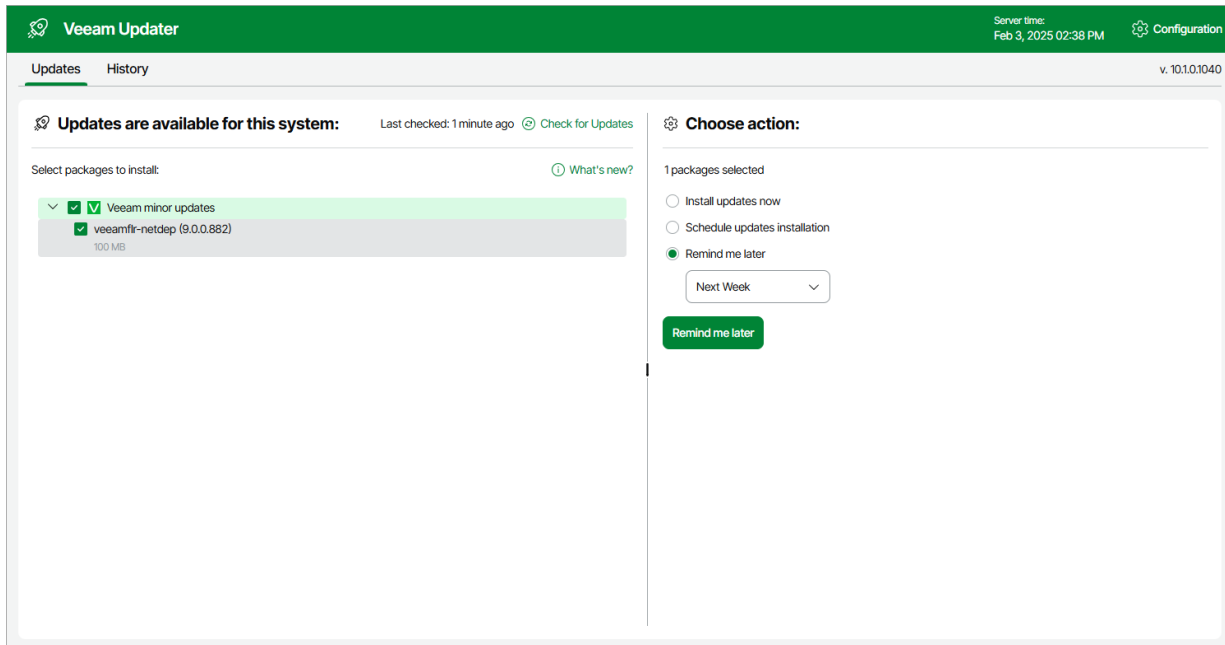 Veeam Updater
Server time:
Feb 3, 2025 02:38 PM
Configuration
Updates
History
v. 10.1.0.1040
Updates are available for this system:
Last checked: 1 minute ago
Check for Updates
Select packages to install:
What's new?
Veeam minor updates
veeamflr-netdep (9.0.0.882)
100 MB
Choose action:
1 packages selected
Install updates now
Schedule updates installation
Remind me later
Next Week
Remind me later